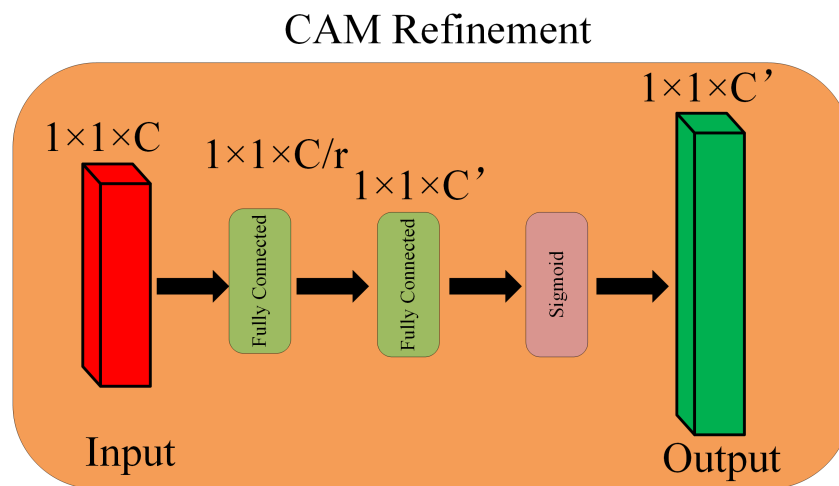 CAM Refinement
1×1×C
1×1×C/r
1×1×C’
1×1×C’
Fully Connected
Fully Connected
Sigmoid
Input
Output